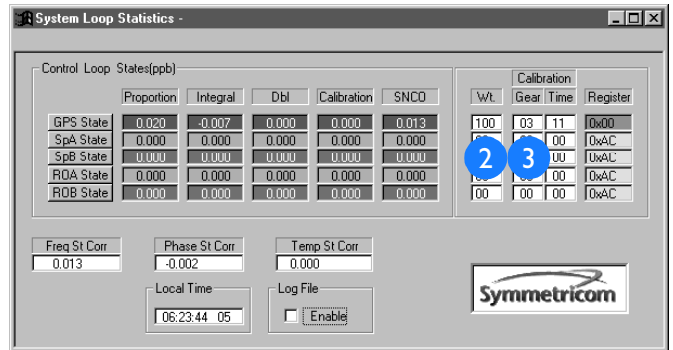 System Loop Statistics -
Control Loop States(ppb)
Calibration
Proportion Integral Dbl Calibration SNCO Wt. Gear Time Register
GPS State 0.020 -0.007 0.000 0.000 0.013 100 03 11 0x00
SpA State 0.000 0.000 0.000 0.000 0.000 00 0xAC
SpB State 0.000 0.000 0.000 0.000 0.000 2 3 00 0xAC
ROA State 0.000 0.000 0.000 0.000 0.000 00 0xAC
ROB State 0.000 0.000 0.000 0.000 0.000 00 00 00 0xAC
Freq St Corr Phase St Corr Temp St Corr
0.013 -0.002 0.000
Local Time Log File
06:23:44 05 Enable
Symmetricom